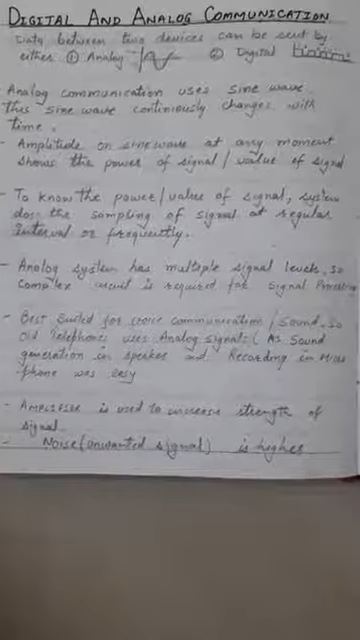 DIGITAL AND ANALOG COMMUNICATION
Data between two devices can be sent by
either ① Analog ② Digital
Analog communication uses sine wave.
This sine wave continuously changes with
time.
- Amplitude on sinewave at any moment
shows the power of signal / value of signal
- To know the power/value of signal, system
does the sampling of signal at regular
interval or frequently.
- Analog system has multiple signal levels, so
complex circuit is required for signal Processing
- Best suited for voice communication / sound, so
old telephones uses Analog signals (As sound
generation in speaker and Recording in Micro
phone was easy
- Amplifier is used to increase strength of
signal.
- Noise (unwanted signal) is higher